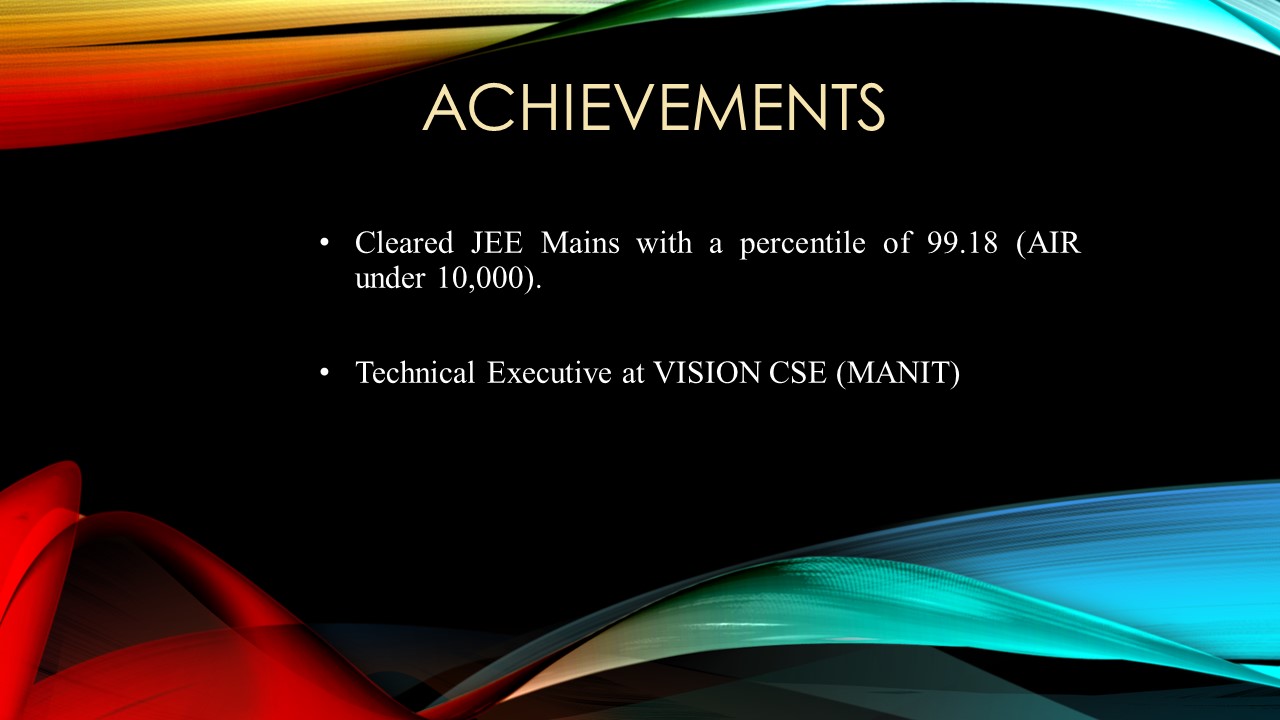 ACHIEVEMENTS
• Cleared JEE Mains with a percentile of 99.18 (AIR
under 10,000).
• Technical Executive at VISION CSE (MANIT)